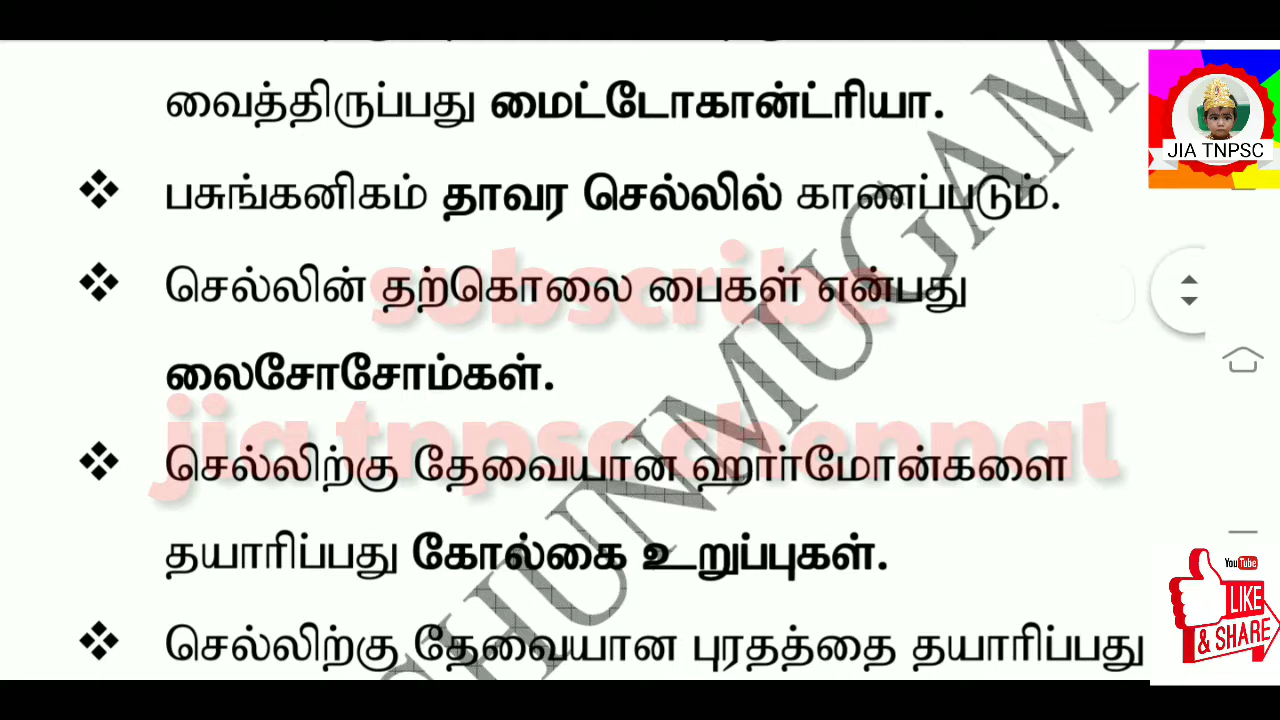 வைத்திருப்பது மைட்டோகான்ட்ரியா.
❖ பசுங்கனிகம் தாவர செல்லில் காணப்படும்.
❖ செல்லின் தற்கொலை பைகள் என்பது
லைசோசோம்கள்.
❖ செல்லிற்கு தேவையான ஹார்மோன்களை
தயாரிப்பது கோல்கை உறுப்புகள்.
❖ செல்லிற்கு தேவையான புரதத்தை தயாரிப்பது
subscribe
jia tnpsc chennal
SHUNMUGAM
JIA TNPSC
YouTube
LIKE
& SHARE